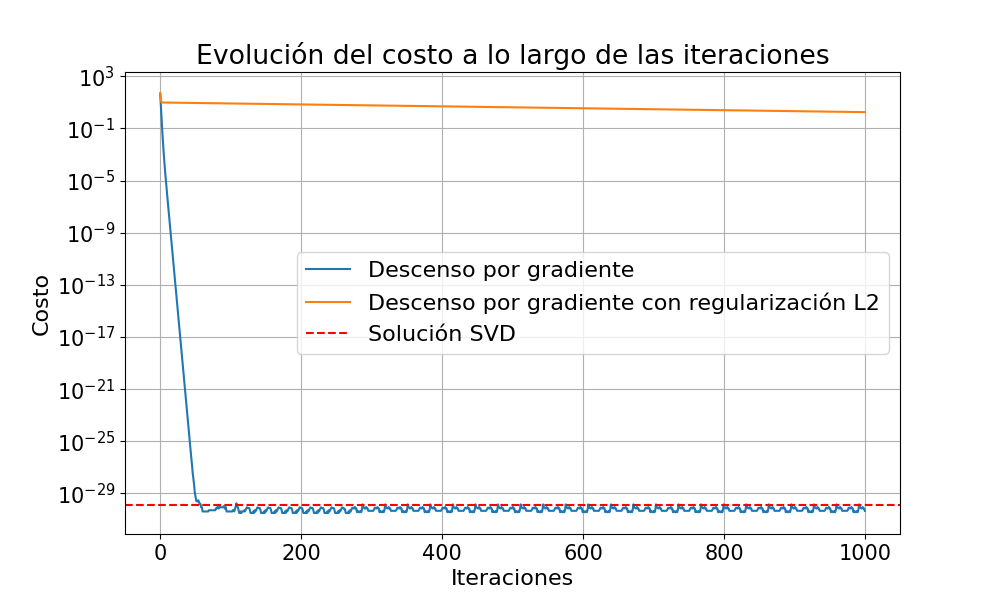 Evolución del costo a lo largo de las iteraciones
Costo
10³
10⁻¹
10⁻⁵
10⁻⁹
10⁻¹³
10⁻¹⁷
10⁻²¹
10⁻²⁵
10⁻²⁹
Descenso por gradiente
Descenso por gradiente con regularización L2
Solución SVD
0 200 400 600 800 1000
Iteraciones